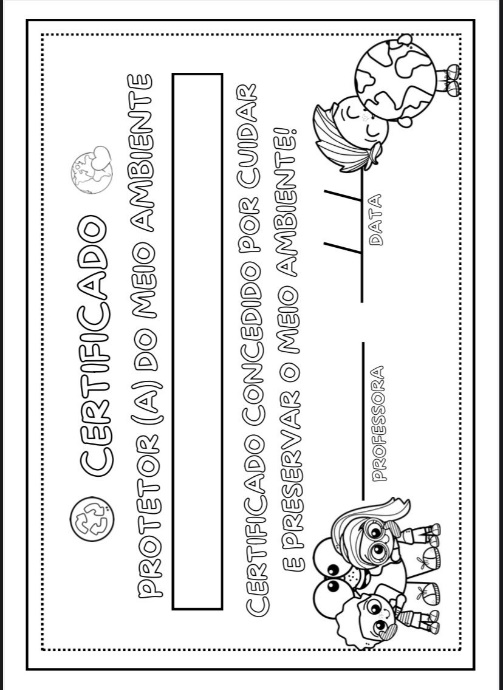 CERTIFICADO
PROTETOR (A) DO MEIO AMBIENTE
CERTIFICADO CONCEDIDO POR CUIDAR
E PRESERVAR O MEIO AMBIENTE!
/ /
PROFESSORA
DATA